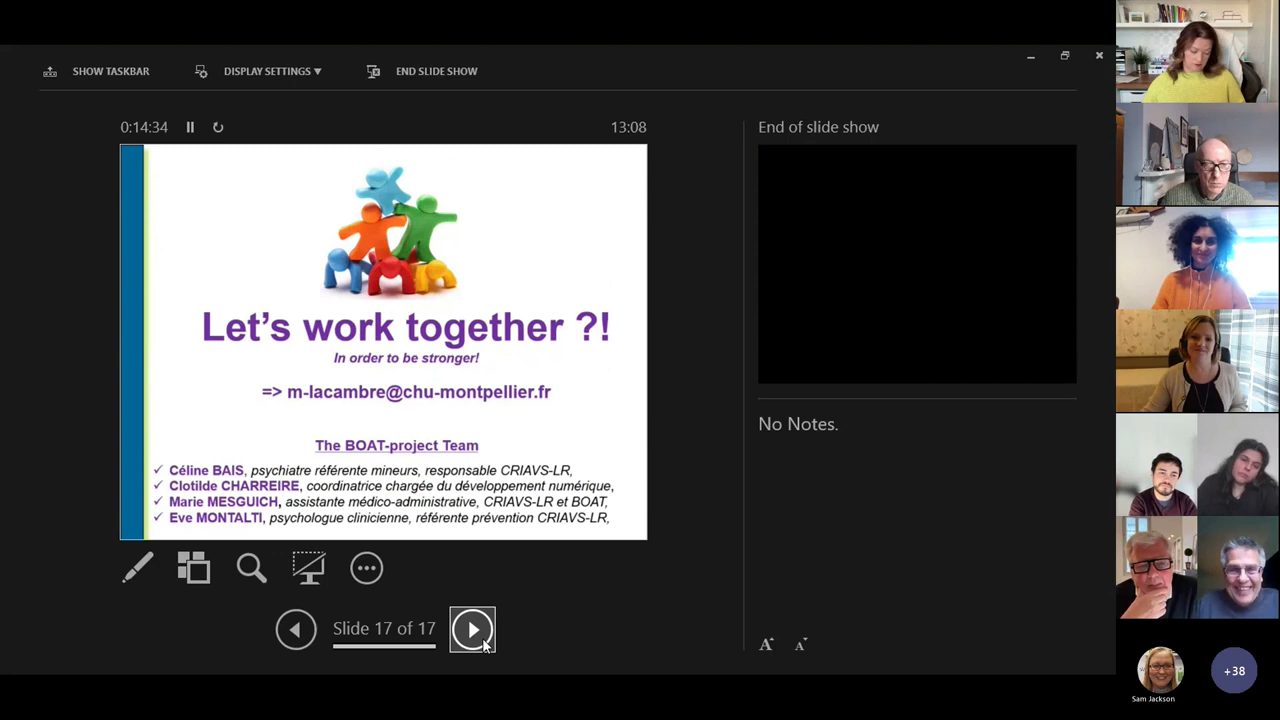 SHOW TASKBAR
DISPLAY SETTINGS ▼
END SLIDE SHOW
0:14:34
13:08
End of slide show
Let's work together ?!
In order to be stronger!
=> m-lacambre@chu-montpellier.fr
The BOAT-project Team
✓ Céline BAIS, psychiatre référente mineurs, responsable CRIAVS-LR,
✓ Clotilde CHARREIRE, coordinatrice chargée du développement numérique,
✓ Marie MESGUICH, assistante médico-administrative, CRIAVS-LR et BOAT,
✓ Eve MONTALTI, psychologue clinicienne, référente prévention CRIAVS-LR,
No Notes.
Slide 17 of 17
A A
Sam Jackson
+38